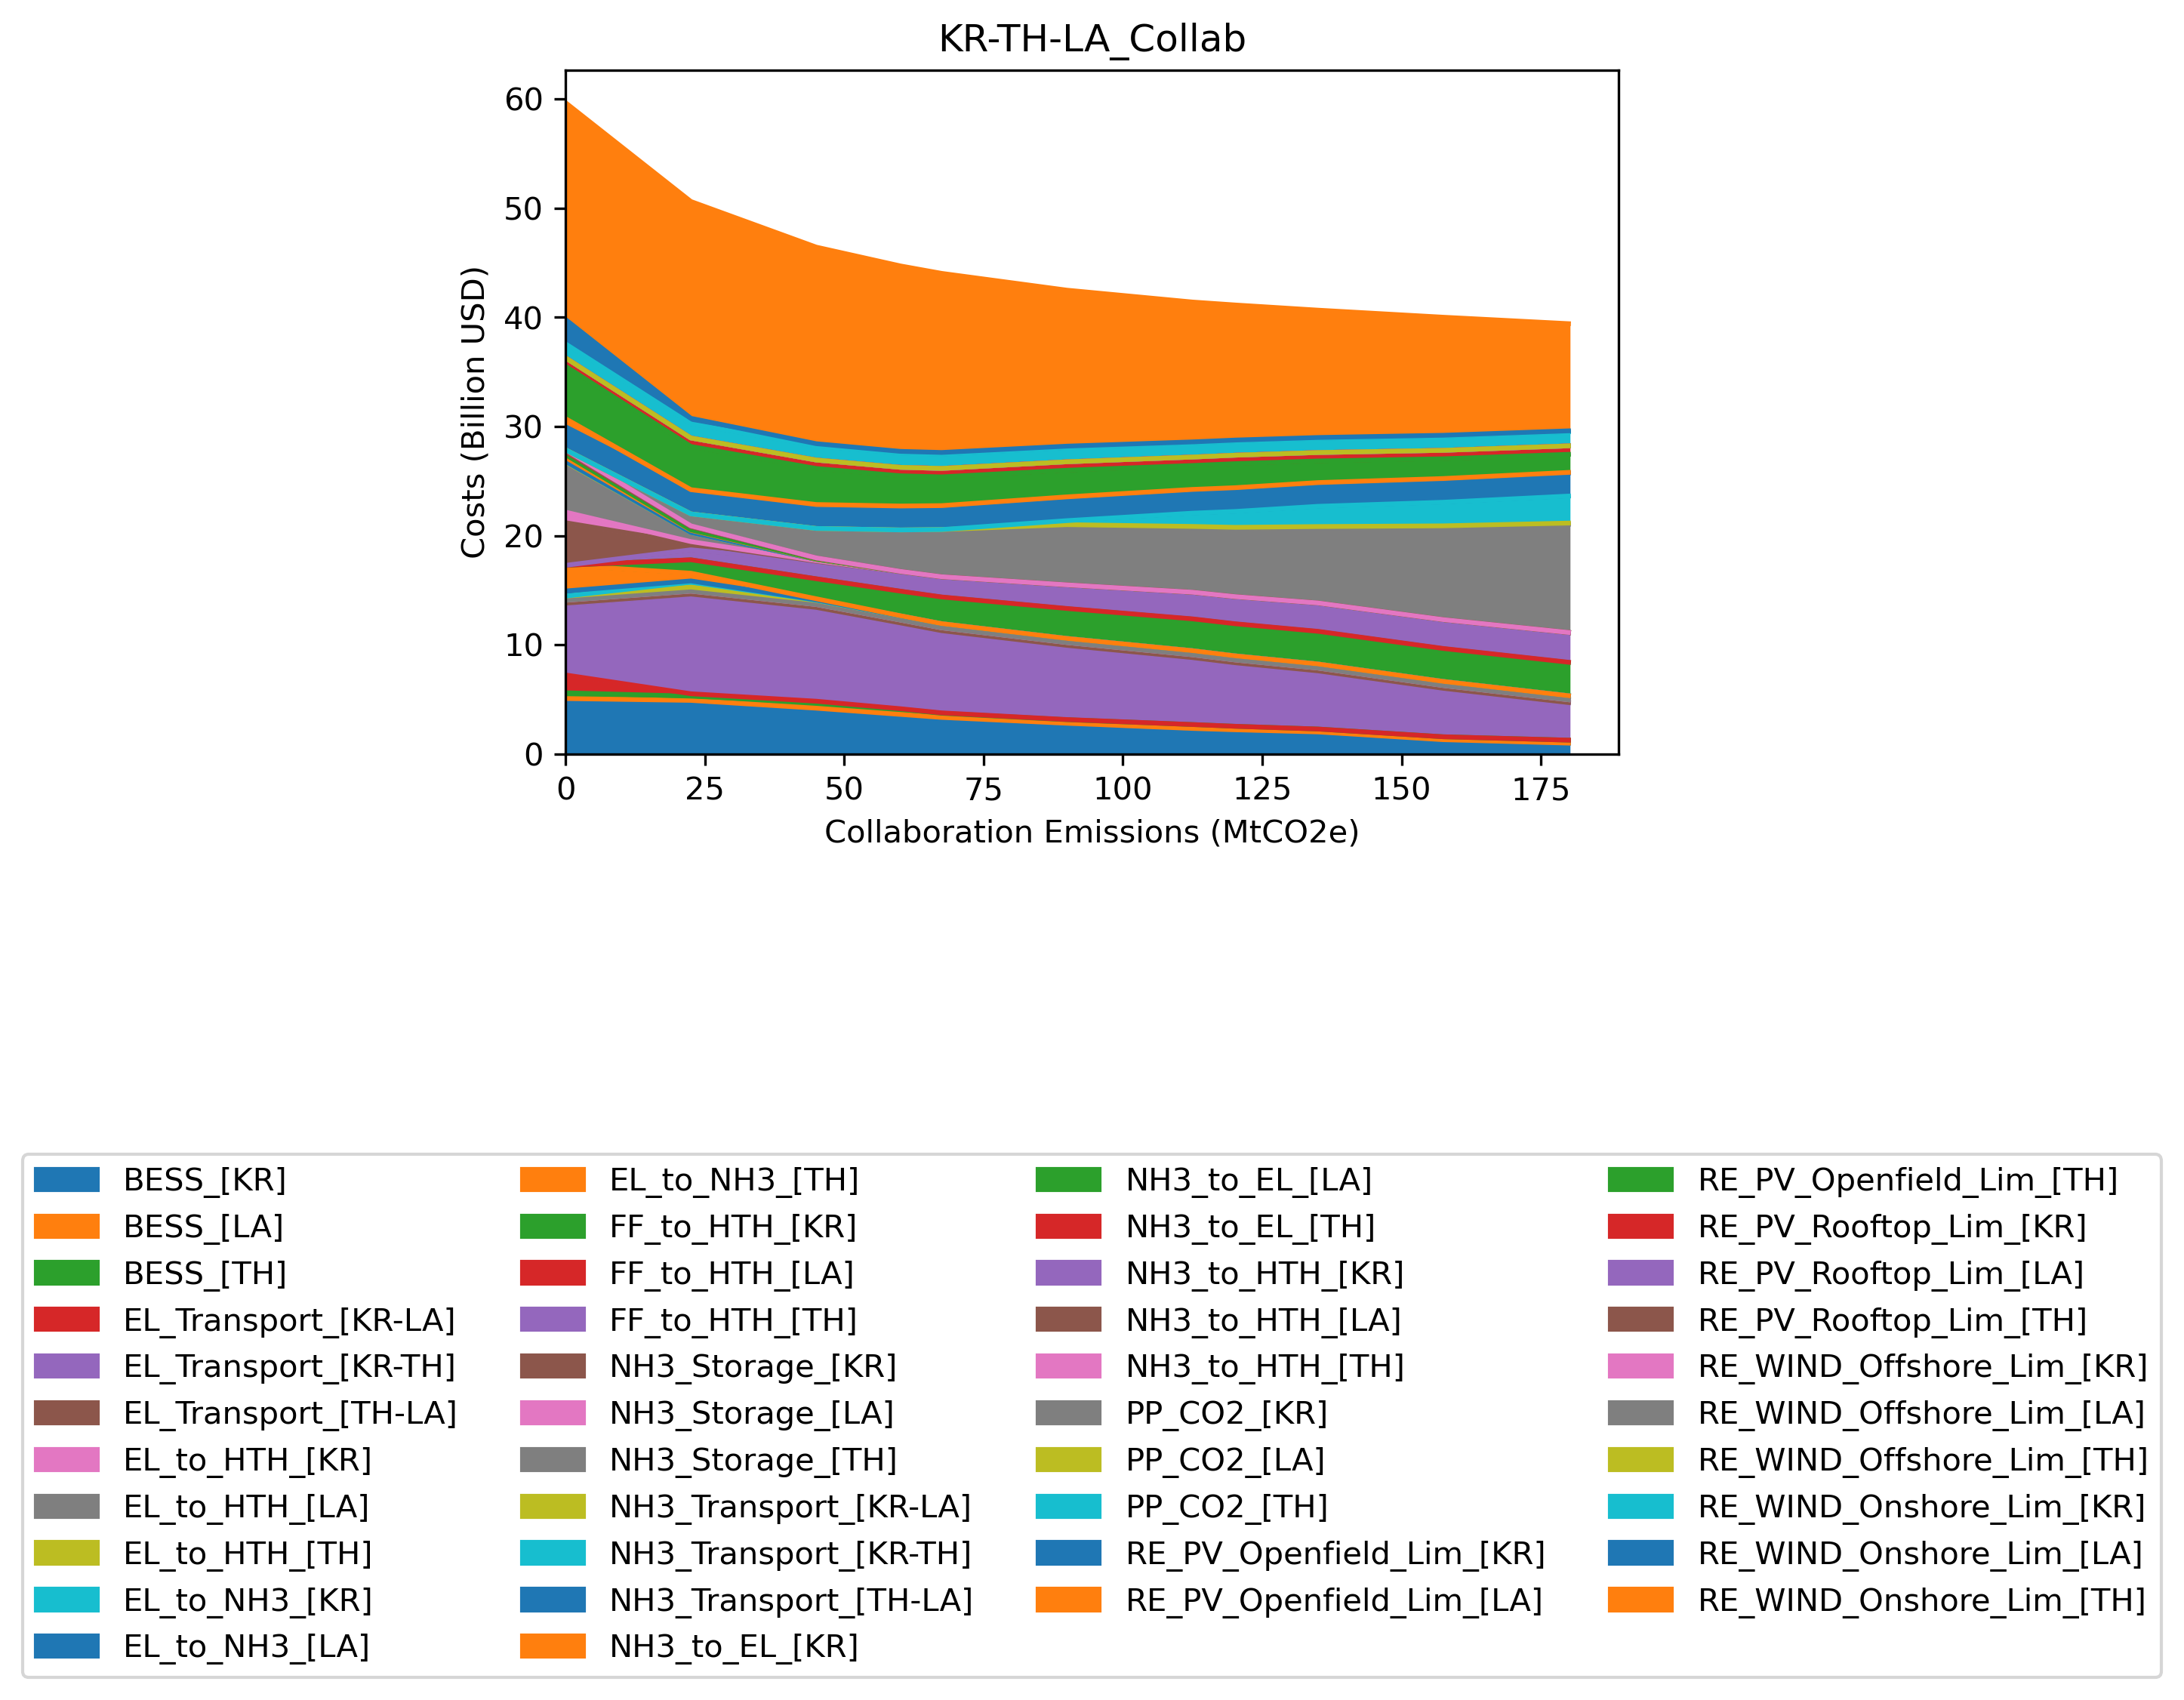 KR-TH-LA_Collab
60
50
40
30
20
10
0
Costs (Billion USD)
0 25 50 75 100 125 150 175
Collaboration Emissions (MtCO2e)
BESS_[KR]
BESS_[LA]
BESS_[TH]
EL_Transport_[KR-LA]
EL_Transport_[KR-TH]
EL_Transport_[TH-LA]
EL_to_HTH_[KR]
EL_to_HTH_[LA]
EL_to_HTH_[TH]
EL_to_NH3_[KR]
EL_to_NH3_[LA]
EL_to_NH3_[TH]
FF_to_HTH_[KR]
FF_to_HTH_[LA]
FF_to_HTH_[TH]
NH3_Storage_[KR]
NH3_Storage_[LA]
NH3_Storage_[TH]
NH3_Transport_[KR-LA]
NH3_Transport_[KR-TH]
NH3_Transport_[TH-LA]
NH3_to_EL_[KR]
NH3_to_EL_[LA]
NH3_to_EL_[TH]
NH3_to_HTH_[KR]
NH3_to_HTH_[LA]
NH3_to_HTH_[TH]
PP_CO2_[KR]
PP_CO2_[LA]
PP_CO2_[TH]
RE_PV_Openfield_Lim_[KR]
RE_PV_Openfield_Lim_[LA]
RE_PV_Openfield_Lim_[TH]
RE_PV_Rooftop_Lim_[KR]
RE_PV_Rooftop_Lim_[LA]
RE_PV_Rooftop_Lim_[TH]
RE_WIND_Offshore_Lim_[KR]
RE_WIND_Offshore_Lim_[LA]
RE_WIND_Offshore_Lim_[TH]
RE_WIND_Onshore_Lim_[KR]
RE_WIND_Onshore_Lim_[LA]
RE_WIND_Onshore_Lim_[TH]